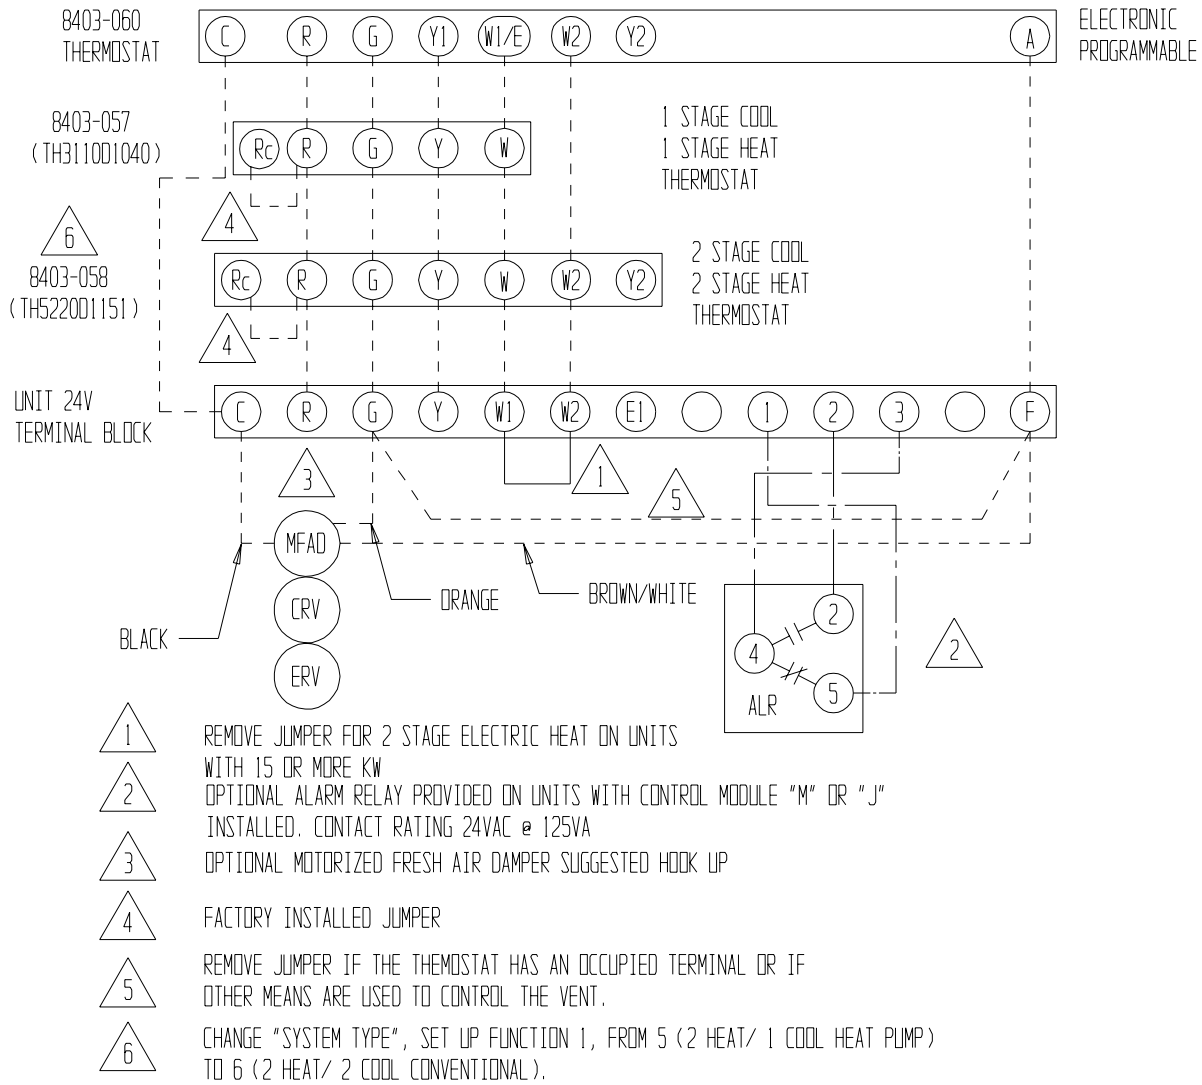 8403-060
THERMOSTAT
C R G Y1 W1/E W2 Y2 A
ELECTRONIC
PROGRAMMABLE
8403-057
(TH3110D1040)
Rc R G Y W
1 STAGE COOL
1 STAGE HEAT
THERMOSTAT
4
6
8403-058
(TH5220D1151)
Rc R G Y W W2 Y2
2 STAGE COOL
2 STAGE HEAT
THERMOSTAT
4
UNIT 24V
TERMINAL BLOCK
C R G Y W1 W2 E1 1 2 3 F
3
1
5
MFAD
CRV
ERV
BLACK
ORANGE
BROWN/WHITE
2
4
5
ALR
2
1
REMOVE JUMPER FOR 2 STAGE ELECTRIC HEAT ON UNITS
WITH 15 OR MORE KW
2
OPTIONAL ALARM RELAY PROVIDED ON UNITS WITH CONTROL MODULE "M" OR "J"
INSTALLED. CONTACT RATING 24VAC @ 125VA
3
OPTIONAL MOTORIZED FRESH AIR DAMPER SUGGESTED HOOK UP
4
FACTORY INSTALLED JUMPER
5
REMOVE JUMPER IF THE THEMOSTAT HAS AN OCCUPIED TERMINAL OR IF
OTHER MEANS ARE USED TO CONTROL THE VENT.
6
CHANGE "SYSTEM TYPE", SET UP FUNCTION 1, FROM 5 (2 HEAT/ 1 COOL HEAT PUMP)
TO 6 (2 HEAT/ 2 COOL CONVENTIONAL).